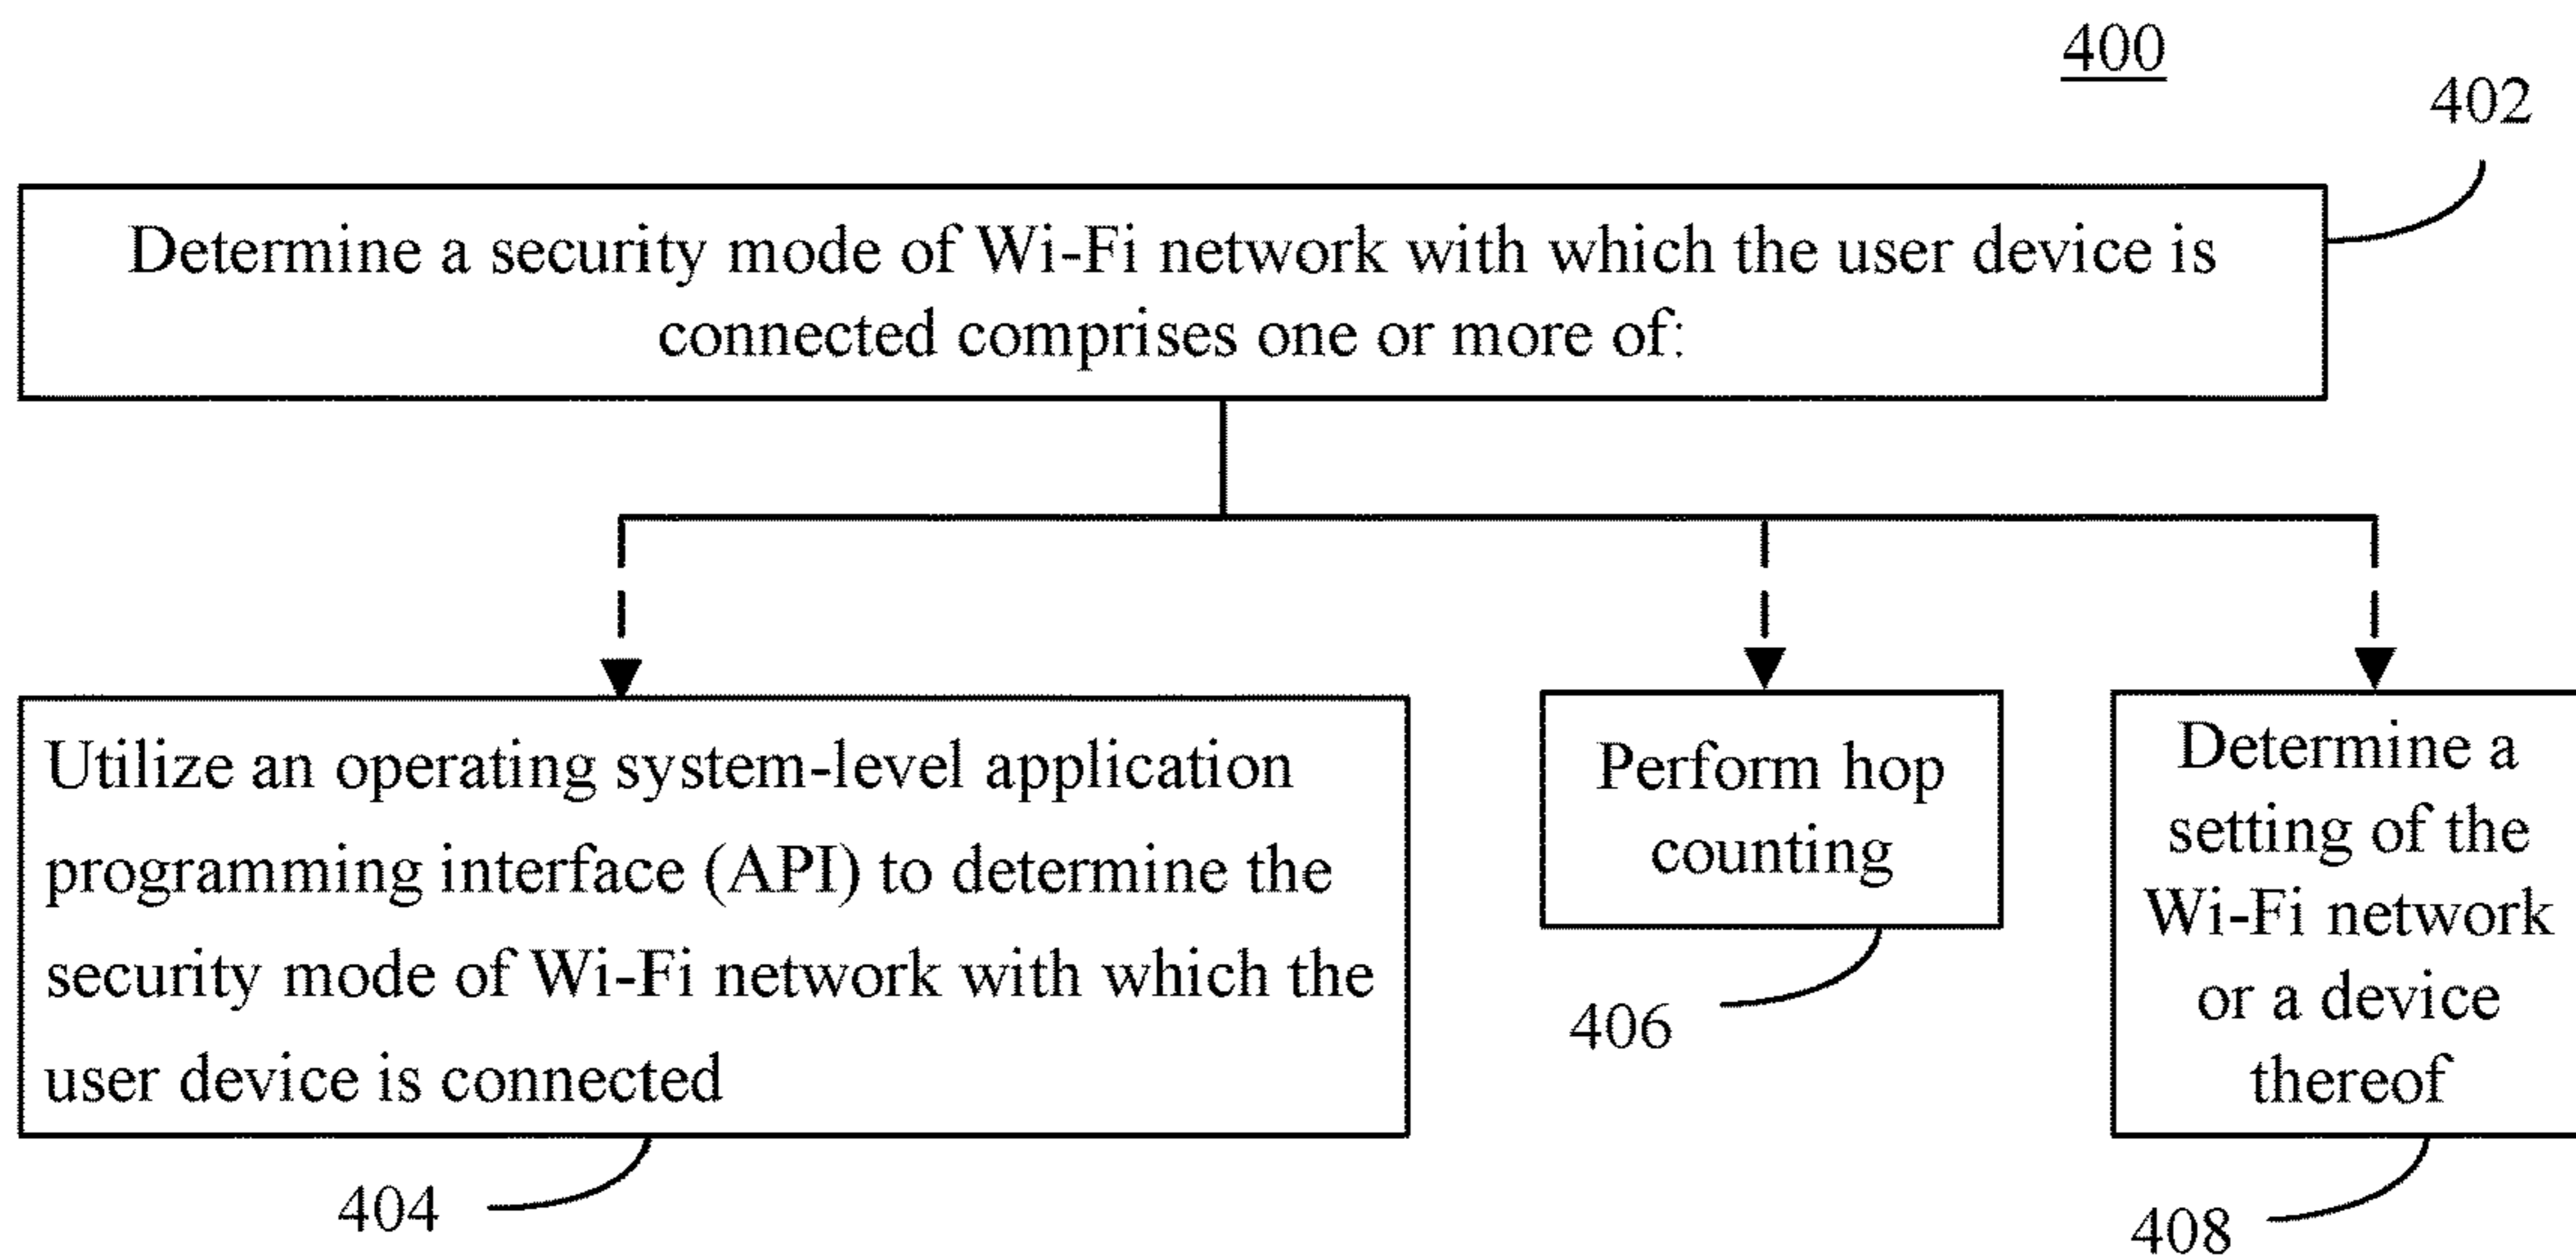 400
402
Determine a security mode of Wi-Fi network with which the user device is
connected comprises one or more of:
Utilize an operating system-level application
programming interface (API) to determine the
security mode of Wi-Fi network with which the
user device is connected
404
Perform hop
counting
406
Determine a
setting of the
Wi-Fi network
or a device
thereof
408